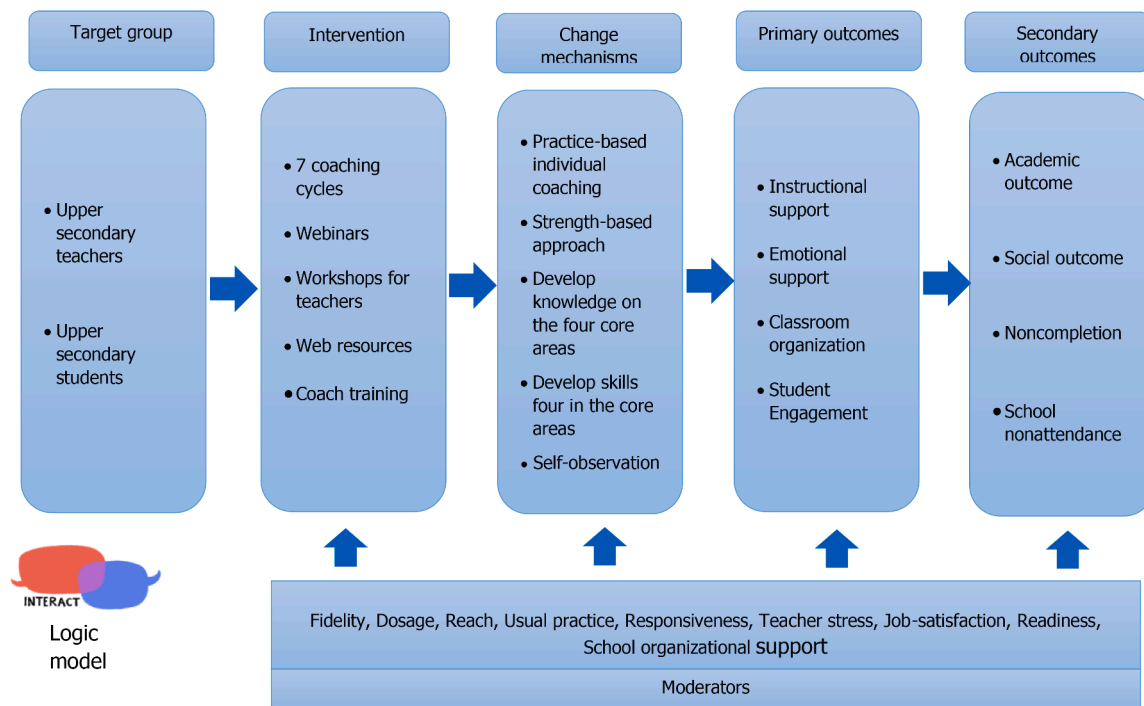 Target group
Intervention
Change
mechanisms
Primary outcomes
Secondary
outcomes
• Upper
secondary
teachers
• Upper
secondary
students
• 7 coaching
cycles
• Webinars
• Workshops for
teachers
• Web resources
• Coach training
• Practice-based
individual
coaching
• Strength-based
approach
• Develop
knowledge on
the four core
areas
• Develop skills
four in the core
areas
• Self-observation
• Instructional
support
• Emotional
support
• Classroom
organization
• Student
Engagement
• Academic
outcome
• Social outcome
• Noncompletion
• School
nonattendance
INTERACT
Logic
model
Fidelity, Dosage, Reach, Usual practice, Responsiveness, Teacher stress, Job-satisfaction, Readiness,
School organizational support
Moderators